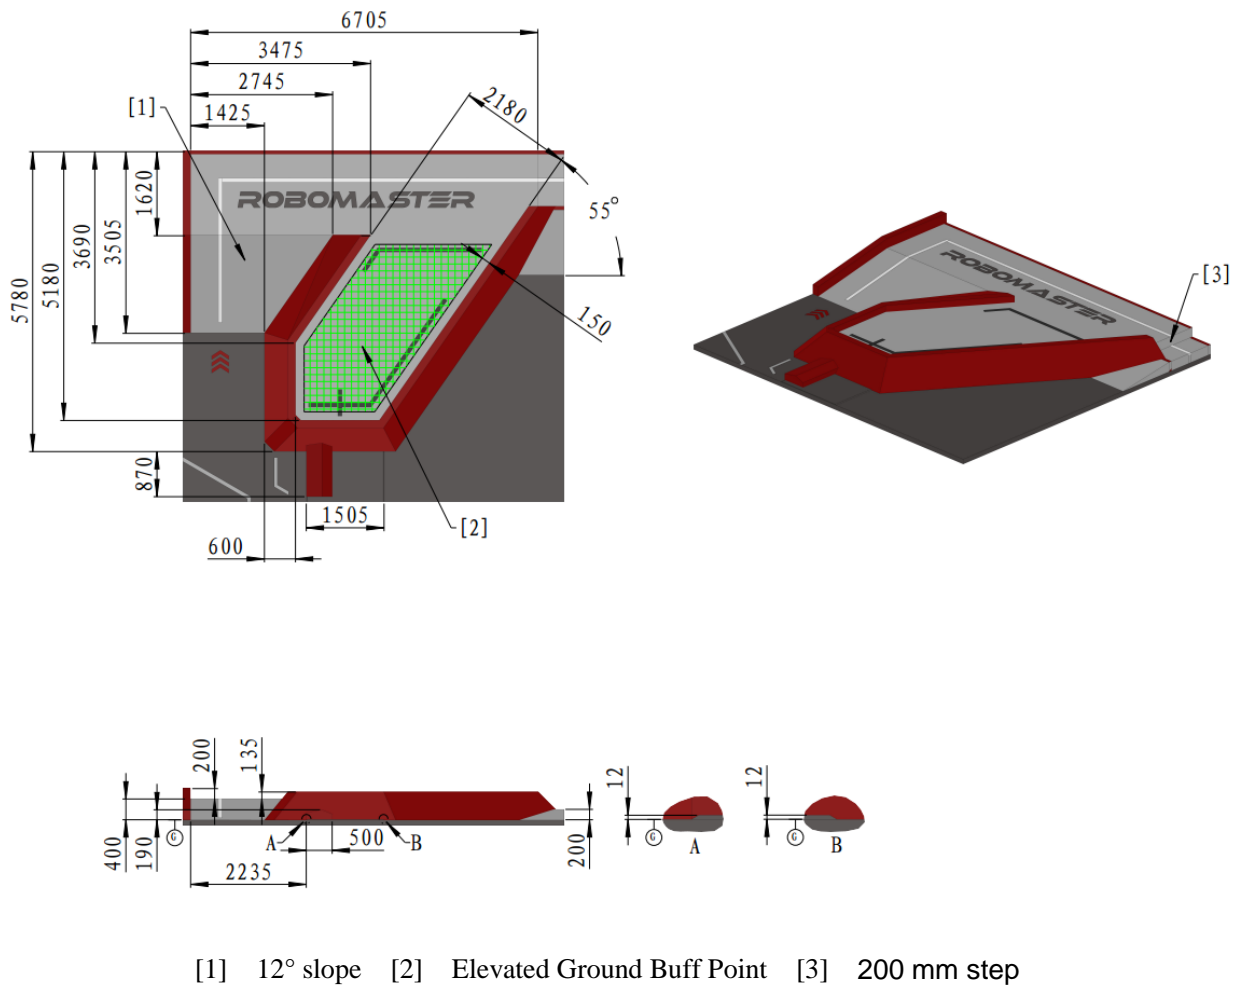 6705
3475
2745
[1]
1425
2180
ROBOMASTER
55°
1620
3505
3690
5180
5780
150
870
1505
[2]
600
ROBOMASTER
[3]
200
135
400
190
G
A
500
B
200
2235
12
G
A
12
G
B
[1] 12° slope [2] Elevated Ground Buff Point [3] 200 mm step